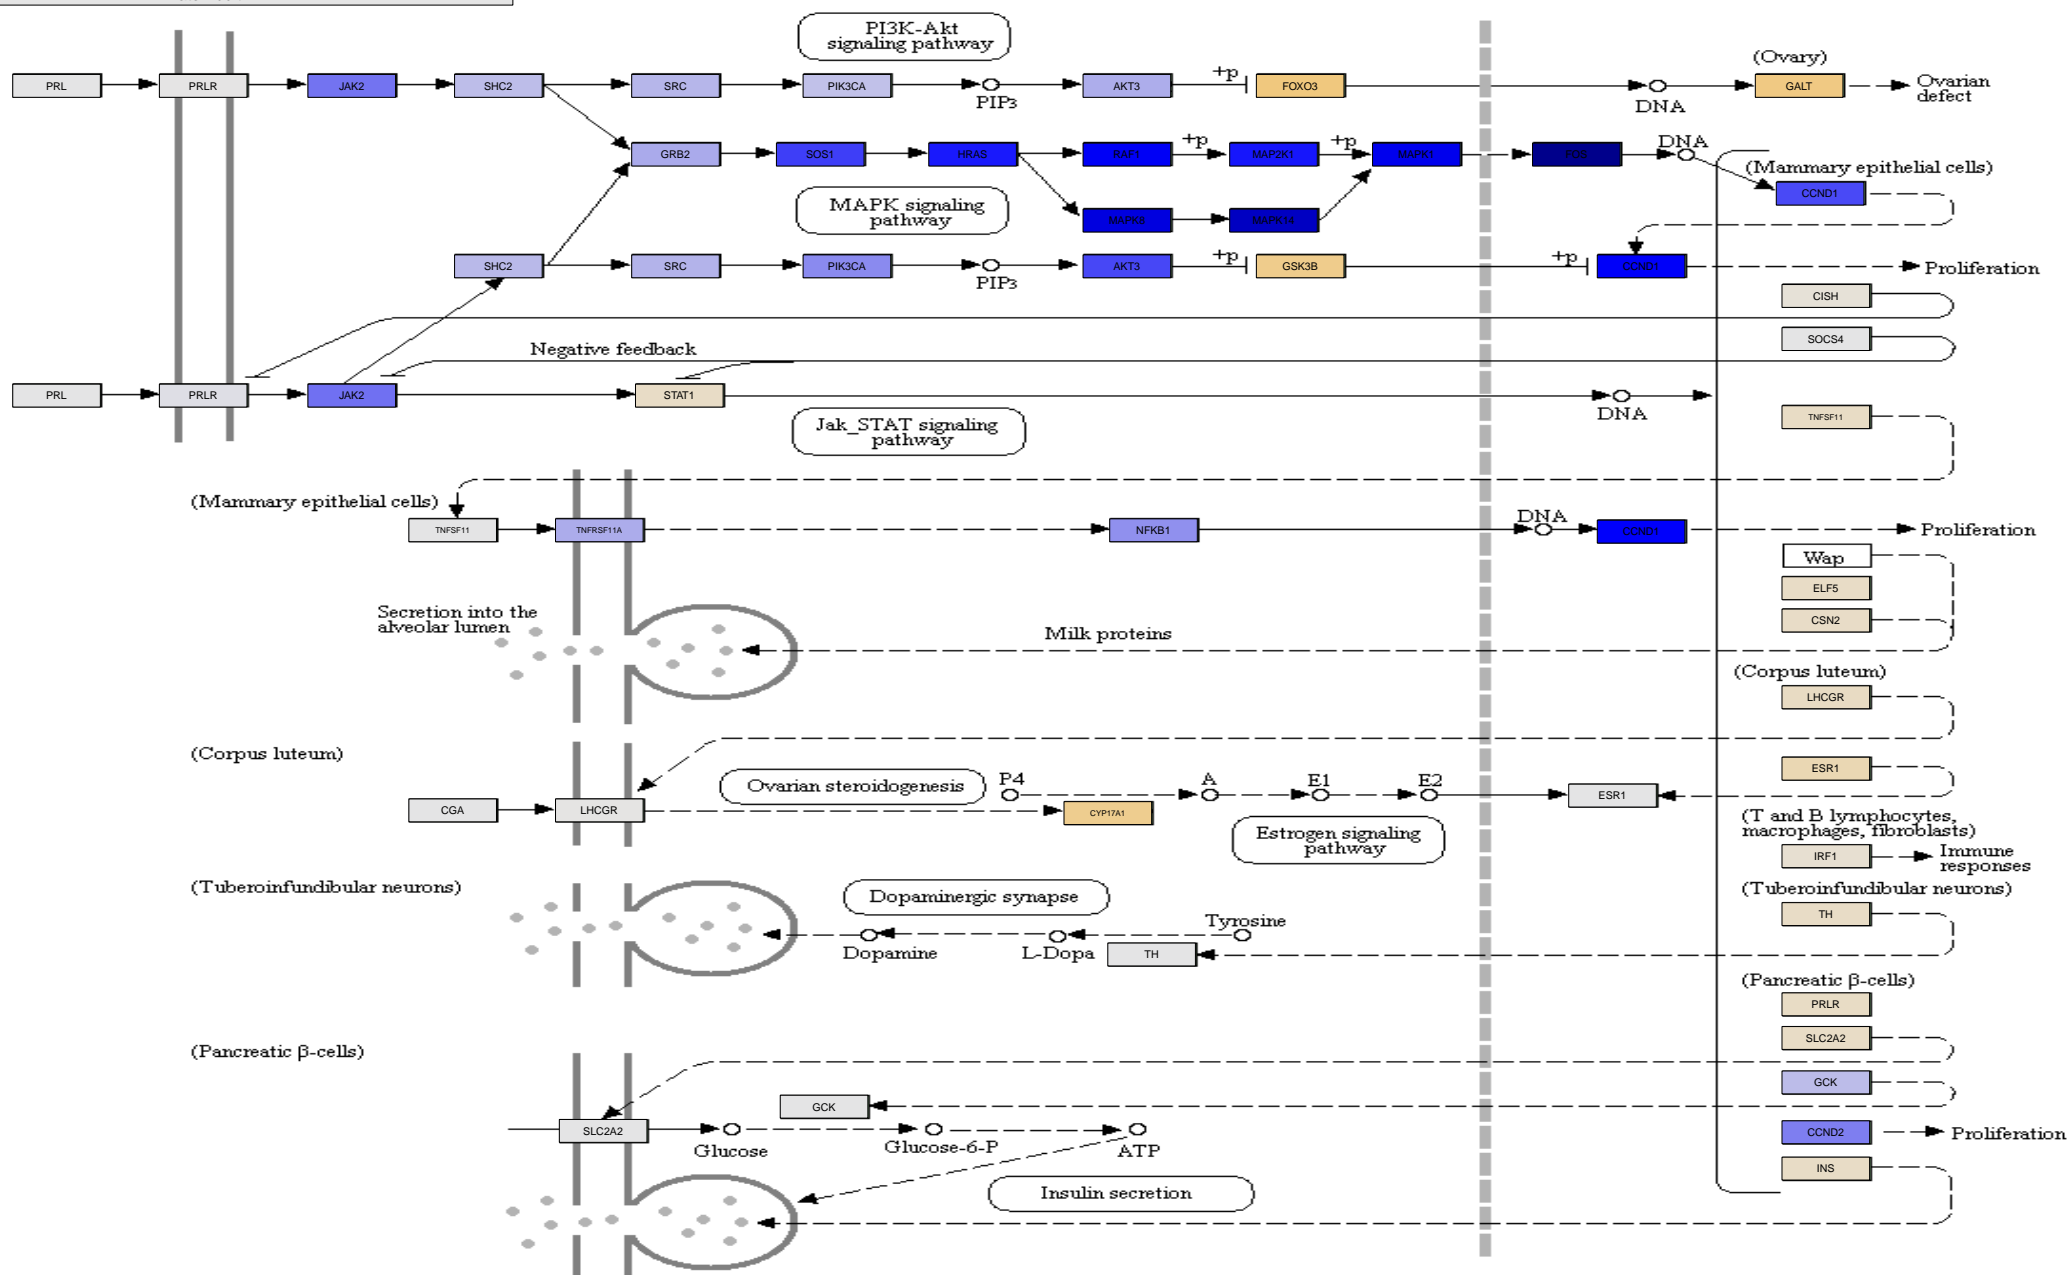 PI3K-Akt
signaling pathway
(Ovary)
PRL
PRLR
JAK2
SHC2
SRC
PIK3CA
PIP3
AKT3
+p
FOXO3
DNA
GALT
Ovarian
defect
GRB2
SOS1
HRAS
RAF1
+p
MAP2K1
+p
MAPK1
FOS
DNA
(Mammary epithelial cells)
CCND1
MAPK signaling
pathway
MAPK8
MAPK14
SHC2
SRC
PIK3CA
PIP3
AKT3
+p
GSK3B
+p
CCND1
Proliferation
CISH
SOCS4
Negative feedback
PRL
PRLR
JAK2
STAT1
DNA
Jak_STAT signaling
pathway
TNFSF11
(Mammary epithelial cells)
TNFSF11
TNFRSF11A
NFKB1
DNA
CCND1
Proliferation
Wap
ELF5
CSN2
Secretion into the
alveolar lumen
Milk proteins
(Corpus luteum)
LHCGR
(Corpus luteum)
Ovarian steroidogenesis
P4
A
E1
E2
ESR1
ESR1
CGA
LHCGR
CYP17A1
Estrogen signaling
pathway
(T and B lymphocytes,
macrophages, fibroblasts)
IRF1
Immune
responses
(Tuberoinfundibular neurons)
(Tuberoinfundibular neurons)
Dopaminergic synapse
TH
Tyrosine
Dopamine
L-Dopa
TH
(Pancreatic β-cells)
PRLR
SLC2A2
(Pancreatic β-cells)
GCK
GCK
SLC2A2
Glucose
Glucose-6-P
ATP
CCND2
Proliferation
INS
Insulin secretion